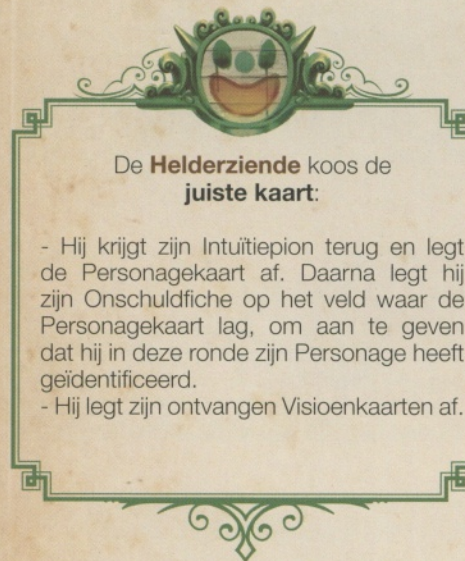 De Helderziende koos de
juiste kaart:
- Hij krijgt zijn Intuïtiepion terug en legt
de Personagekaart af. Daarna legt hij
zijn Onschuldfiche op het veld waar de
Personagekaart lag, om aan te geven
dat hij in deze ronde zijn Personage heeft
geïdentificeerd.
- Hij legt zijn ontvangen Visioenkaarten af.